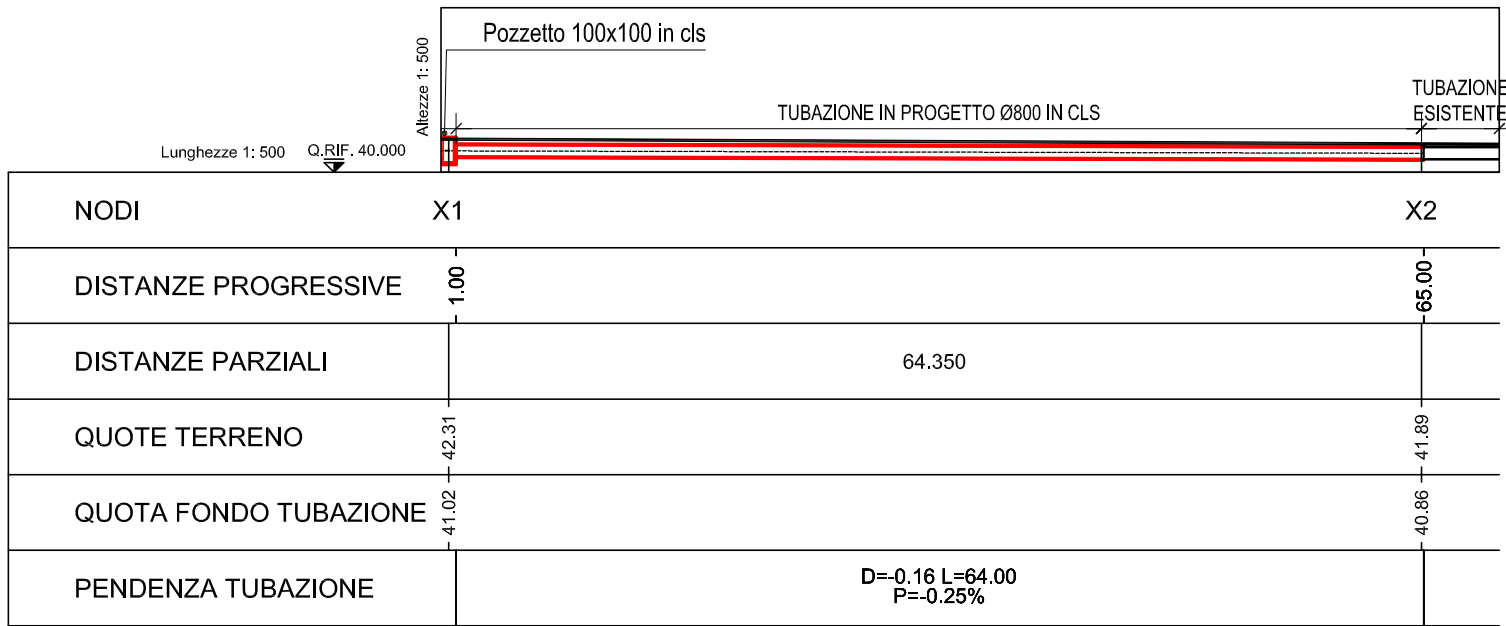 Pozzetto 100x100 in cls
Altezze 1: 500
TUBAZIONE IN PROGETTO Ø800 IN CLS
TUBAZIONE
ESISTENTE
Lunghezze 1: 500
Q.RIF. 40.000
NODI X1 X2
DISTANZE PROGRESSIVE 1.00 65.00
DISTANZE PARZIALI 64.350
QUOTE TERRENO 42.31 41.89
QUOTA FONDO TUBAZIONE 41.02 40.86
PENDENZA TUBAZIONE D=-0.16 L=64.00
P=-0.25%